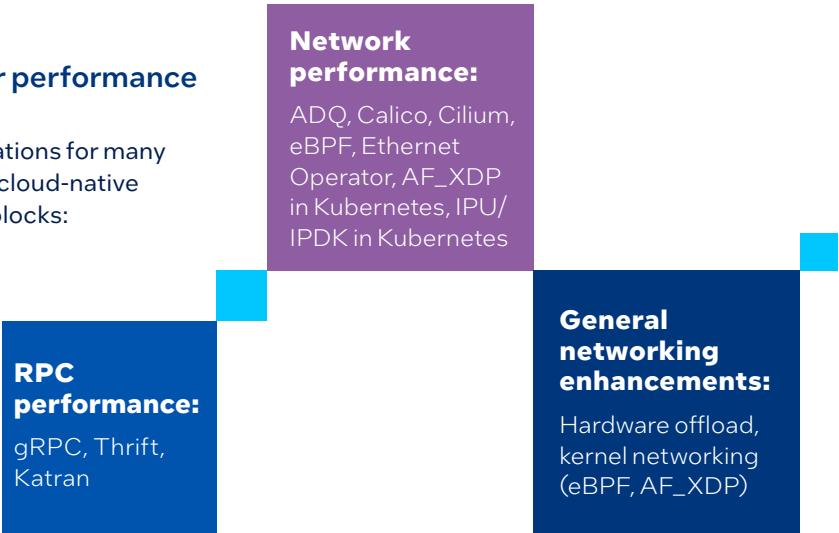 r performance
ations for many
cloud-native
locks:
Network
performance:
ADQ, Calico, Cilium,
eBPF, Ethernet
Operator, AF_XDP
in Kubernetes, IPU/
IPDK in Kubernetes
RPC
performance:
gRPC, Thrift,
Katran
General
networking
enhancements:
Hardware offload,
kernel networking
(eBPF, AF_XDP)